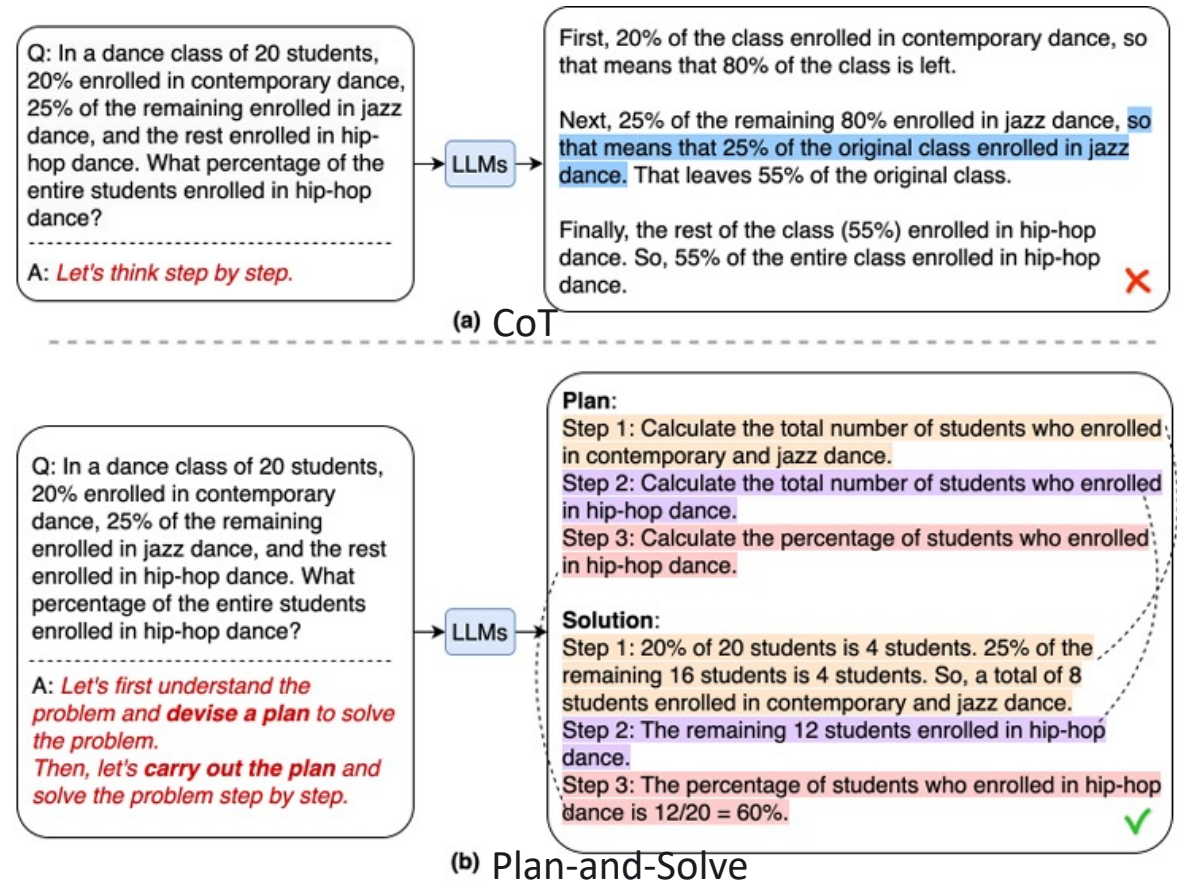 Q: In a dance class of 20 students,
20% enrolled in contemporary dance,
25% of the remaining enrolled in jazz
dance, and the rest enrolled in hip-
hop dance. What percentage of the
entire students enrolled in hip-hop
dance?
A: Let's think step by step.
LLMs
First, 20% of the class enrolled in contemporary dance, so
that means that 80% of the class is left.
Next, 25% of the remaining 80% enrolled in jazz dance, so
that means that 25% of the original class enrolled in jazz
dance. That leaves 55% of the original class.
Finally, the rest of the class (55%) enrolled in hip-hop
dance. So, 55% of the entire class enrolled in hip-hop
dance.
(a) CoT
Q: In a dance class of 20 students,
20% enrolled in contemporary
dance, 25% of the remaining
enrolled in jazz dance, and the rest
enrolled in hip-hop dance. What
percentage of the entire students
enrolled in hip-hop dance?
A: Let's first understand the
problem and devise a plan to solve
the problem.
Then, let's carry out the plan and
solve the problem step by step.
LLMs
Plan:
Step 1: Calculate the total number of students who enrolled
in contemporary and jazz dance.
Step 2: Calculate the total number of students who enrolled
in hip-hop dance.
Step 3: Calculate the percentage of students who enrolled
in hip-hop dance.
Solution:
Step 1: 20% of 20 students is 4 students. 25% of the
remaining 16 students is 4 students. So, a total of 8
students enrolled in contemporary and jazz dance.
Step 2: The remaining 12 students enrolled in hip-hop
dance.
Step 3: The percentage of students who enrolled in hip-hop
dance is 12/20 = 60%.
(b) Plan-and-Solve